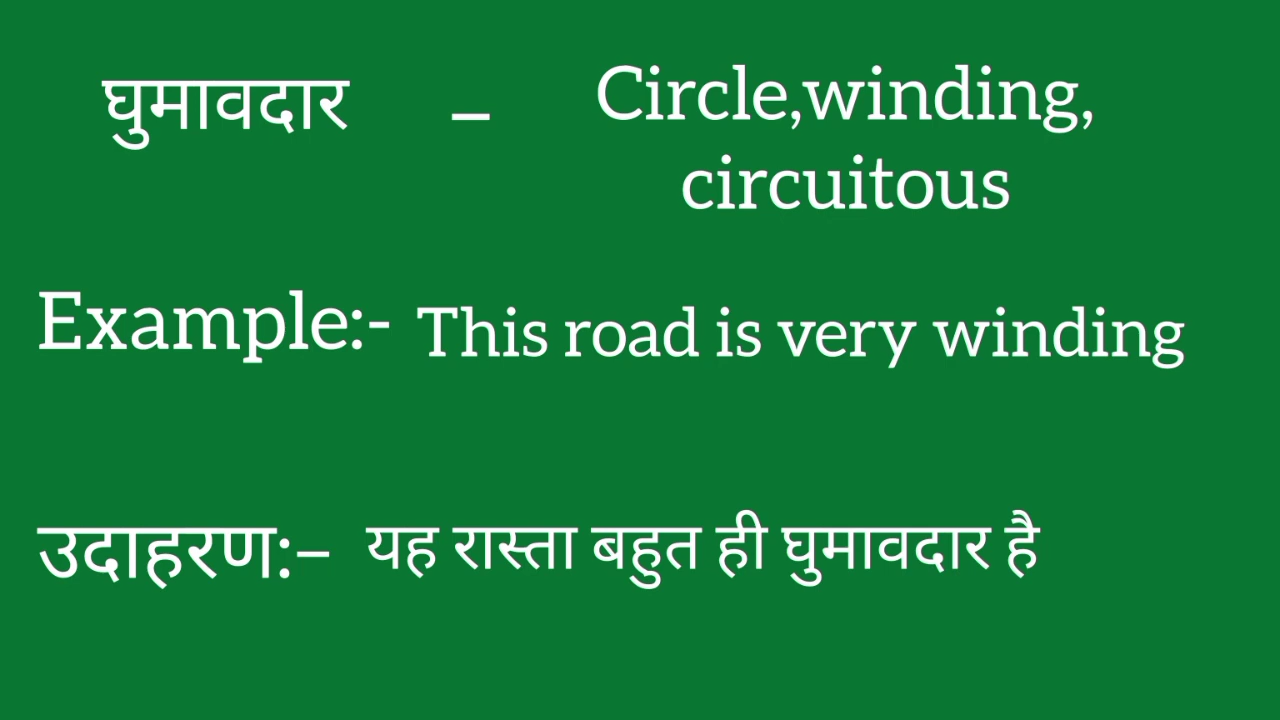 घुमावदार – Circle,winding,
circuitous
Example:- This road is very winding
उदाहरण:– यह रास्ता बहुत ही घुमावदार है